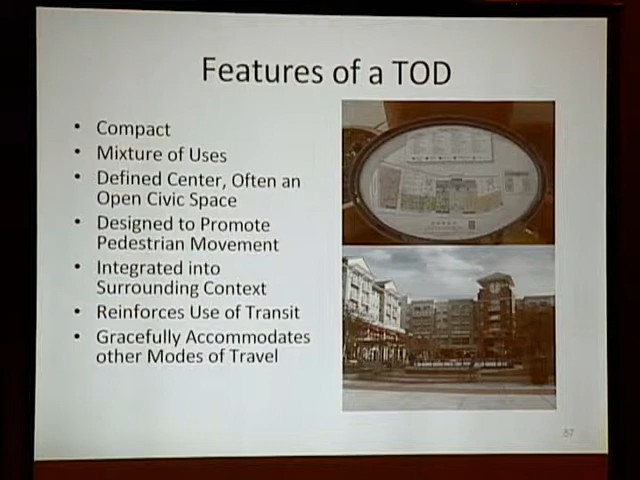 Features of a TOD
• Compact
• Mixture of Uses
• Defined Center, Often an
Open Civic Space
• Designed to Promote
Pedestrian Movement
• Integrated into
Surrounding Context
• Reinforces Use of Transit
• Gracefully Accommodates
other Modes of Travel
57